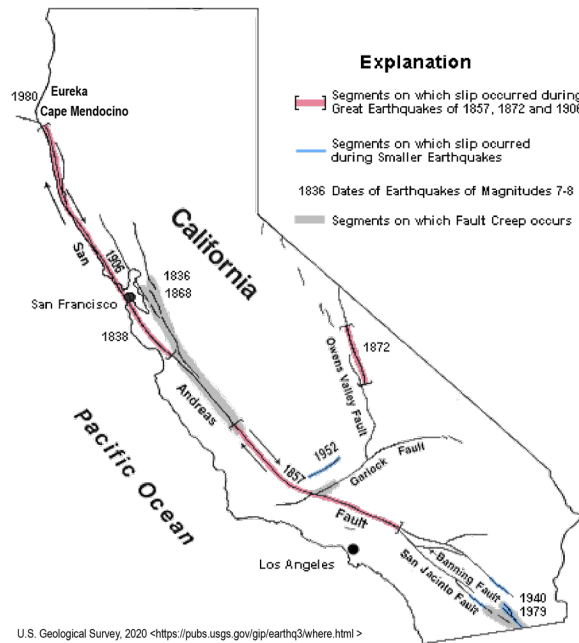 Explanation
Segments on which slip occurred during
Great Earthquakes of 1857, 1872 and 1906
Segments on which slip ocurred
during Smaller Earthquakes
1836 Dates of Earthquakes of Magnitudes 7-8
Segments on which Fault Creep occurs
1980
Eureka
Cape Mendocino
California
San
1906
1836
1868
San Francisco
1838
Andreas
Owens Valley Fault
1872
Pacific Ocean
1952
1857
Garlock Fault
Fault
Los Angeles
Banning Fault
San Jacinto Fault
1940
1979
U.S. Geological Survey, 2020 <https://pubs.usgs.gov/gip/earthq3/where.html >